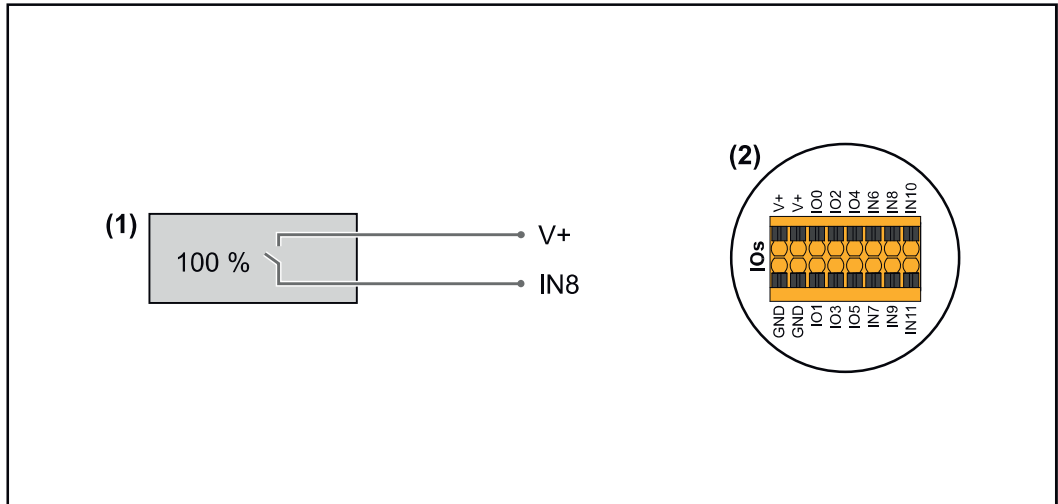 (1)
100 %
V+
IN8
(2)
V+
V+
IO0
IO2
IO4
IN6
IN8
IN10
IOs
GND
GND
IO1
IO3
IO5
IN7
IN9
IN11